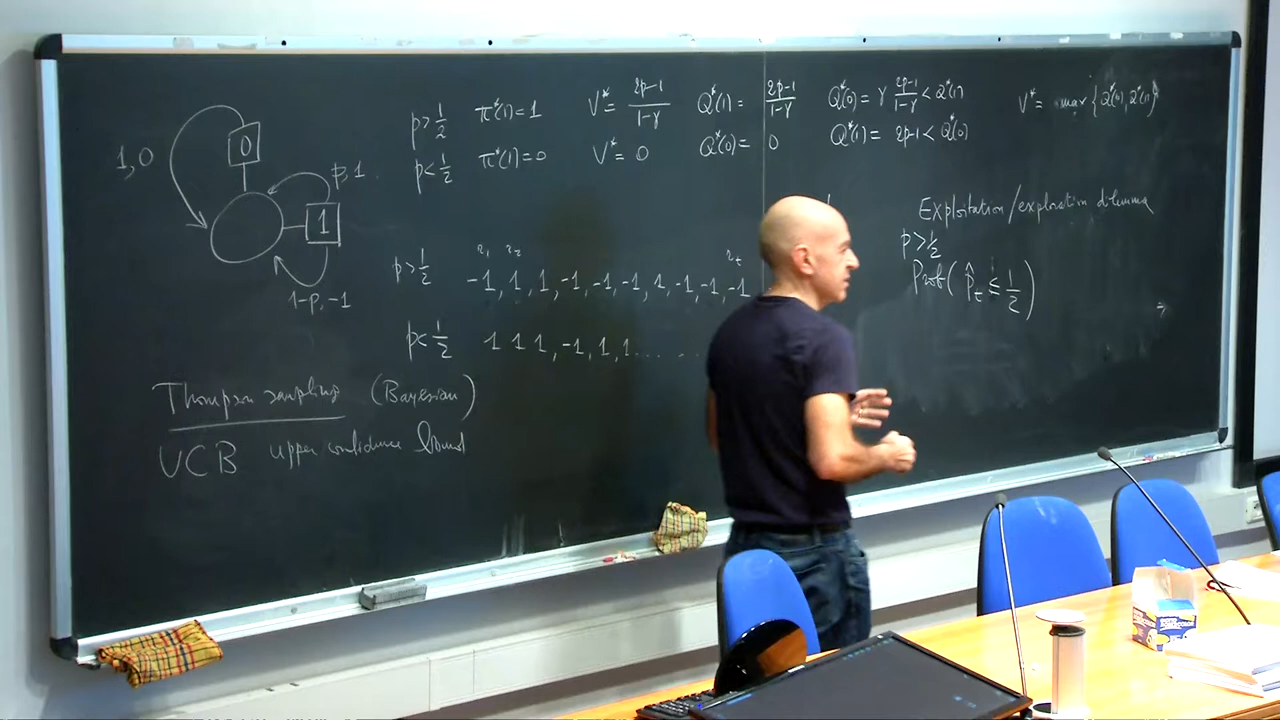 1,0
0
p,1
1
1-p,-1
p>1/2 π*(1)=1 V*= 2p-1/1-γ Q*(1)= 2p-1/1-γ Q*(0)= γ 2p-1/1-γ < Q*(1) V*= max{Q*(0), Q*(1)}
p<1/2 π*(1)=0 V*= 0 Q*(0)= 0 Q*(1)= 2p-1 < Q*(0)
r₁ r₂ r_t
p>1/2 -1, 1, 1, -1, -1, -1, 1, -1, -1, -1
p<1/2 1 1 1, -1, 1, 1.....
Exploitation/exploration dilemma
p>1/2
Prob( p̂_t ≤ 1/2 )
Thompson sampling (Bayesian)
UCB upper confidence bound